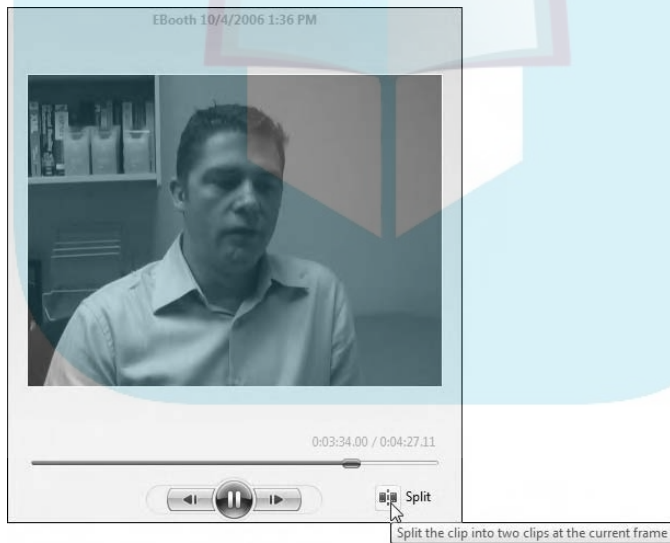 EBooth 10/4/2006 1:36 PM
0:03:34.00 / 0:04:27.11
Split
Split the clip into two clips at the current frame